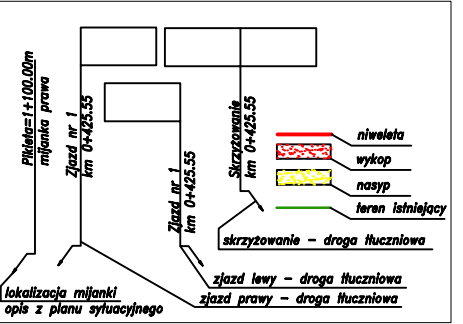 Pikieta=1+100.00m
mijanka prawa
Zjazd nr 1
km 0+425.55
Zjazd nr 1
km 0+425.55
Skrzyżowanie
km 0+425.55
niweleta
wykop
nasyp
teren istniejący
skrzyżowanie – droga tłuczniowa
zjazd lewy – droga tłuczniowa
zjazd prawy – droga tłuczniowa
lokalizacja mijanki
opis z planu sytuacyjnego